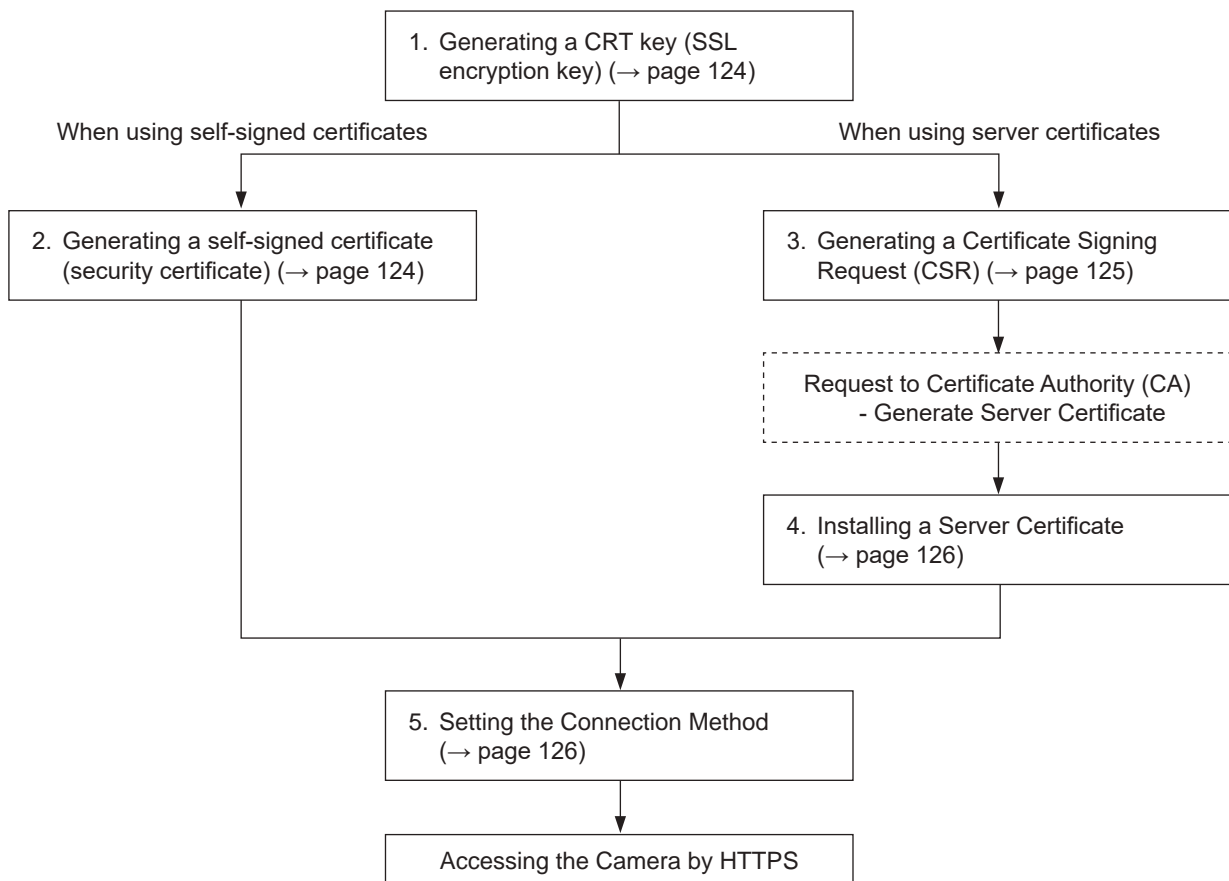 1. Generating a CRT key (SSL
encryption key) (→ page 124)
When using self-signed certificates
When using server certificates
2. Generating a self-signed certificate
(security certificate) (→ page 124)
3. Generating a Certificate Signing
Request (CSR) (→ page 125)
Request to Certificate Authority (CA)
- Generate Server Certificate
4. Installing a Server Certificate
(→ page 126)
5. Setting the Connection Method
(→ page 126)
Accessing the Camera by HTTPS